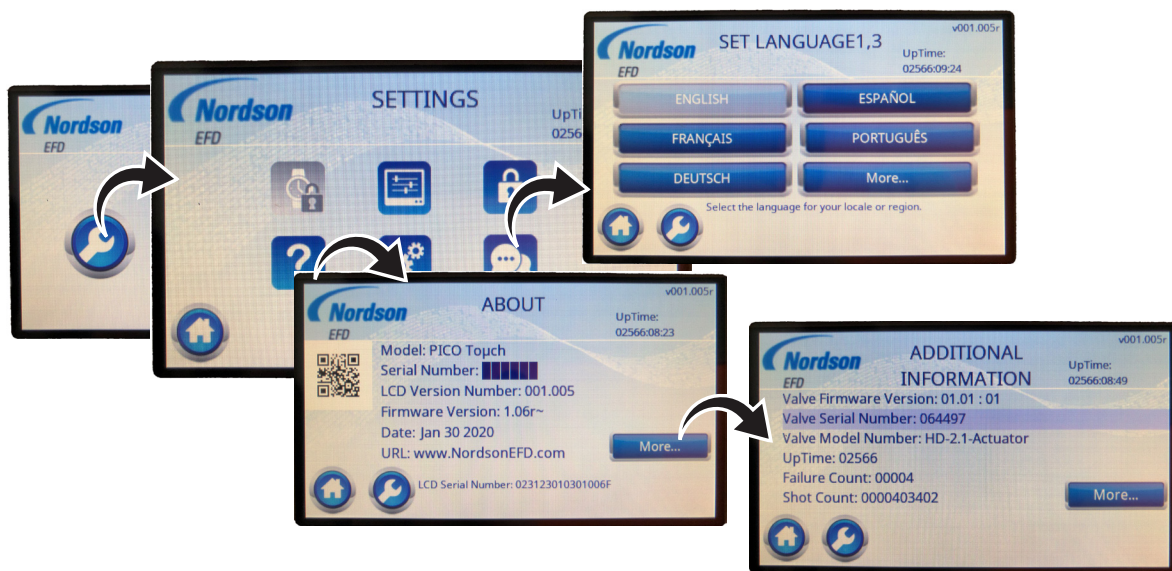 Nordson
EFD
Nordson
EFD
SETTINGS
UpTi
0256
Nordson
EFD
SET LANGUAGE1,3
v001.005r
UpTime:
02566:09:24
ENGLISH
ESPAÑOL
FRANÇAIS
PORTUGUÊS
DEUTSCH
More...
Select the language for your locale or region.
?
Nordson
EFD
ABOUT
v001.005r
UpTime:
02566:08:23
Model: PICO Touch
Serial Number:
LCD Version Number: 001.005
Firmware Version: 1.06r~
Date: Jan 30 2020
URL: www.NordsonEFD.com
More...
LCD Serial Number: 023123010301006F
Nordson
EFD
ADDITIONAL
INFORMATION
v001.005r
UpTime:
02566:08:49
Valve Firmware Version: 01.01 : 01
Valve Serial Number: 064497
Valve Model Number: HD-2.1-Actuator
UpTime: 02566
Failure Count: 00004
Shot Count: 0000403402
More...